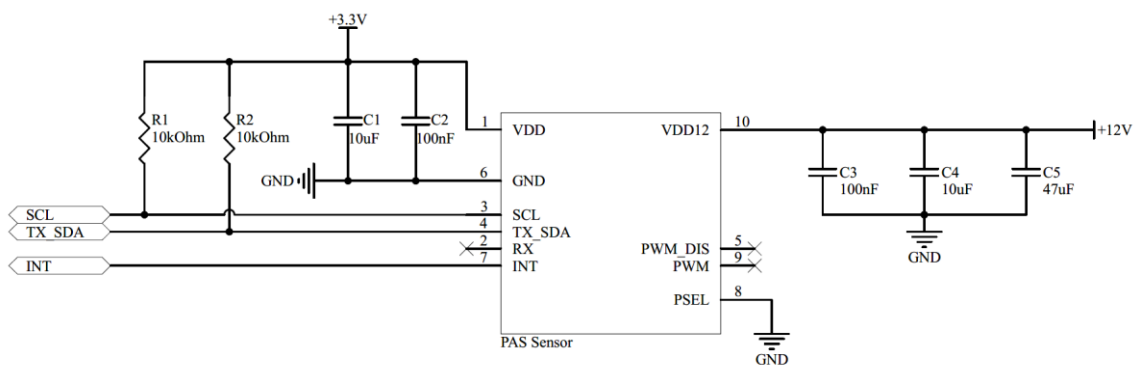 +3.3V
R1
10kOhm
R2
10kOhm
C1
10uF
C2
100nF
1
VDD
VDD12
10
+12V
C3
100nF
C4
10uF
C5
47uF
GND
6
GND
SCL
3
SCL
TX_SDA
4
TX_SDA
2
RX
PWM_DIS
5
INT
7
INT
PWM
9
GND
PSEL
8
PAS Sensor
GND